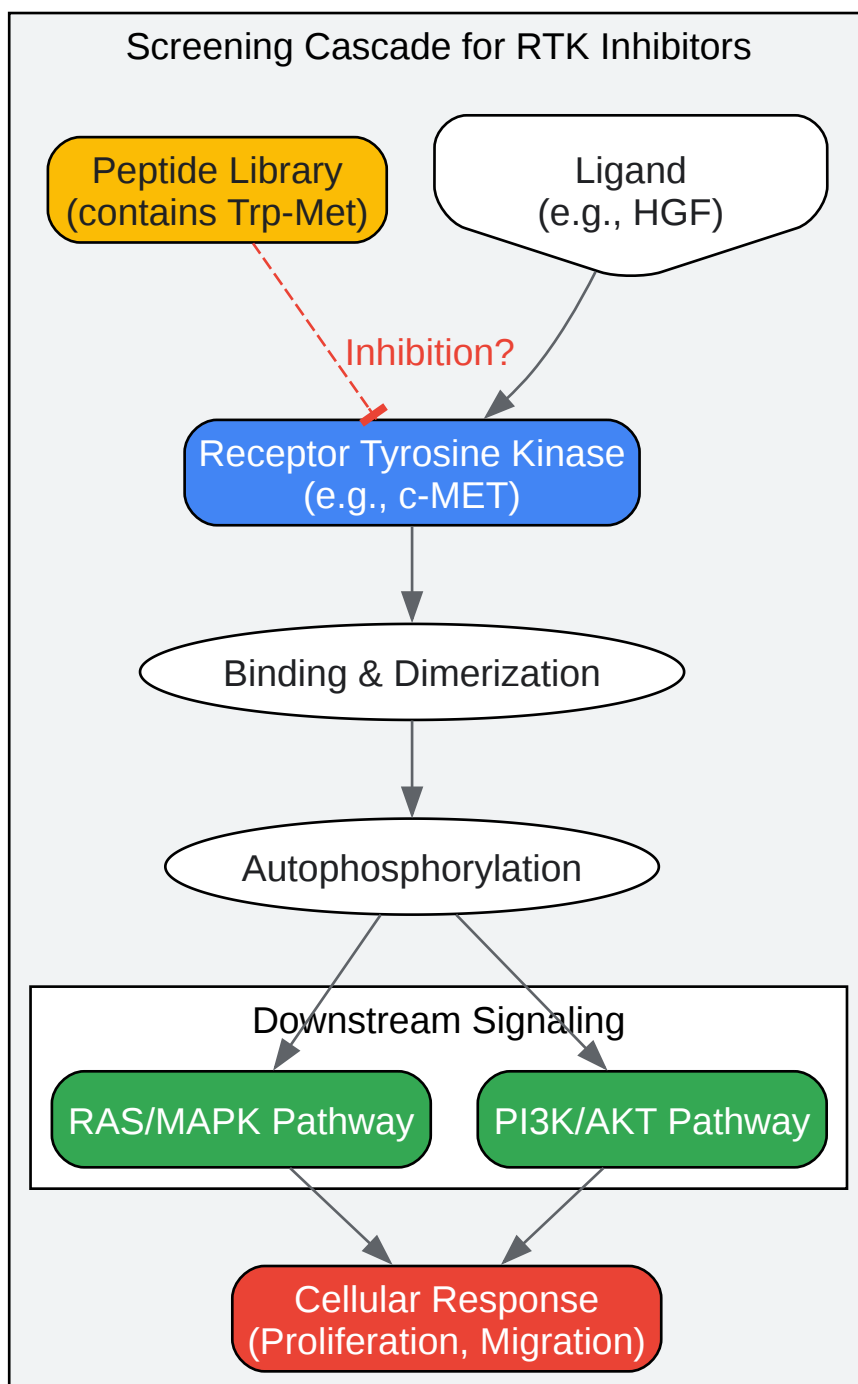 Screening Cascade for RTK Inhibitors
Peptide Library
(contains Trp-Met)
Ligand
(e.g., HGF)
Inhibition?
Receptor Tyrosine Kinase
(e.g., c-MET)
Binding & Dimerization
Autophosphorylation
Downstream Signaling
RAS/MAPK Pathway
PI3K/AKT Pathway
Cellular Response
(Proliferation, Migration)